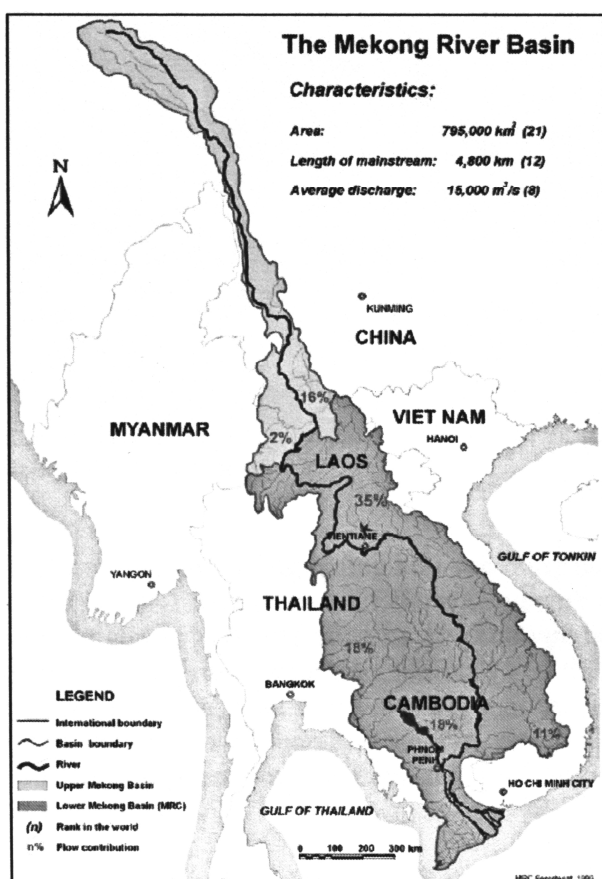 The Mekong River Basin
Characteristics:
Area: 795,000 km² (21)
Length of mainstream: 4,800 km (12)
Average discharge: 15,000 m³/s (8)
N
KUNMING
CHINA
16%
MYANMAR
2%
VIET NAM
HANOI
LAOS
35%
VIENTIANE
GULF OF TONKIN
YANGON
THAILAND
18%
BANGKOK
CAMBODIA
18%
11%
PHNOM
PENH
HO CHI MINH CITY
GULF OF THAILAND
LEGEND
International boundary
Basin boundary
River
Upper Mekong Basin
Lower Mekong Basin (MRC)
(n) Rank in the world
n% Flow contribution
0 100 200 300 km